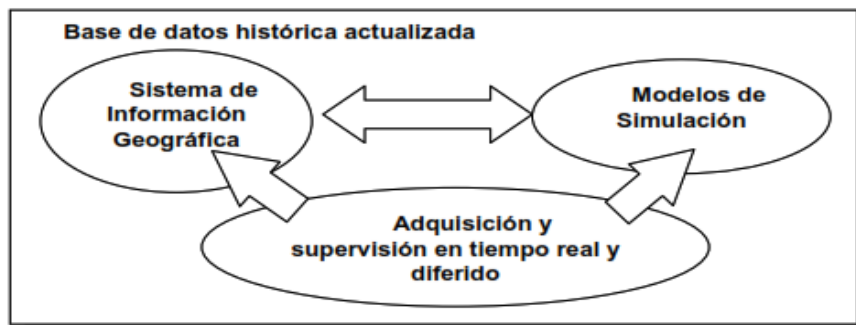 Base de datos histórica actualizada
Sistema de
Información
Geográfica
Modelos de
Simulación
Adquisición y
supervisión en tiempo real y
diferido